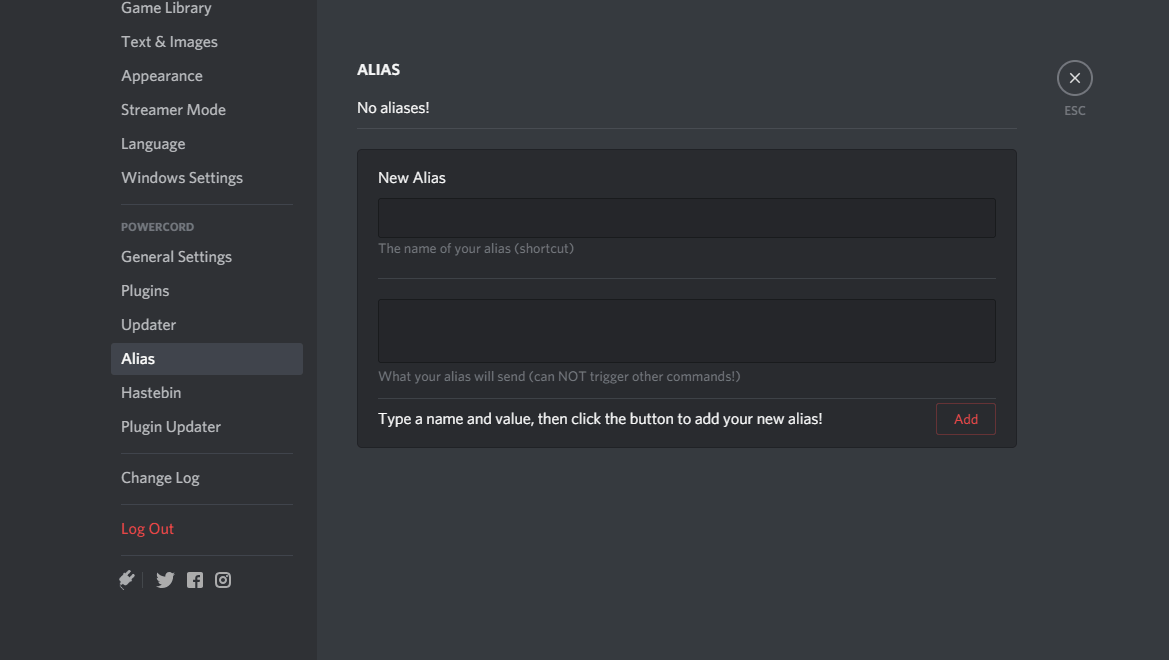 Game Library
Text & Images
Appearance
Streamer Mode
Language
Windows Settings
POWERCORD
General Settings
Plugins
Updater
Alias
Hastebin
Plugin Updater
Change Log
Log Out
ALIAS
No aliases!
New Alias
The name of your alias (shortcut)
What your alias will send (can NOT trigger other commands!)
Type a name and value, then click the button to add your new alias!
Add
ESC